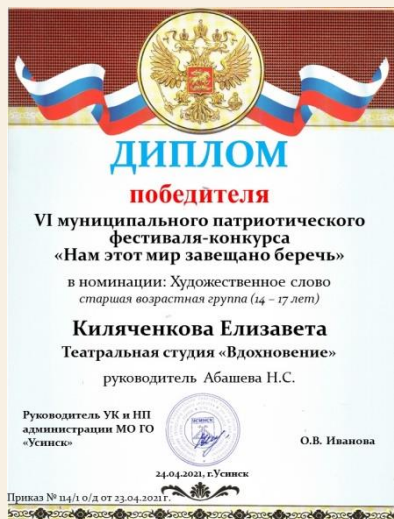 ДИПЛОМ
победителя
VI муниципального патриотического
фестиваля-конкурса
«Нам этот мир завещано беречь»
в номинации: Художественное слово
старшая возрастная группа (14 – 17 лет)
Киляченкова Елизавета
Театральная студия «Вдохновение»
руководитель Абашева Н.С.
Руководитель УК и НП
администрации МО ГО
«Усинск»
О.В. Иванова
24.04.2021, г.Усинск
Приказ № 114/1 о/д от 23.04.2021г.